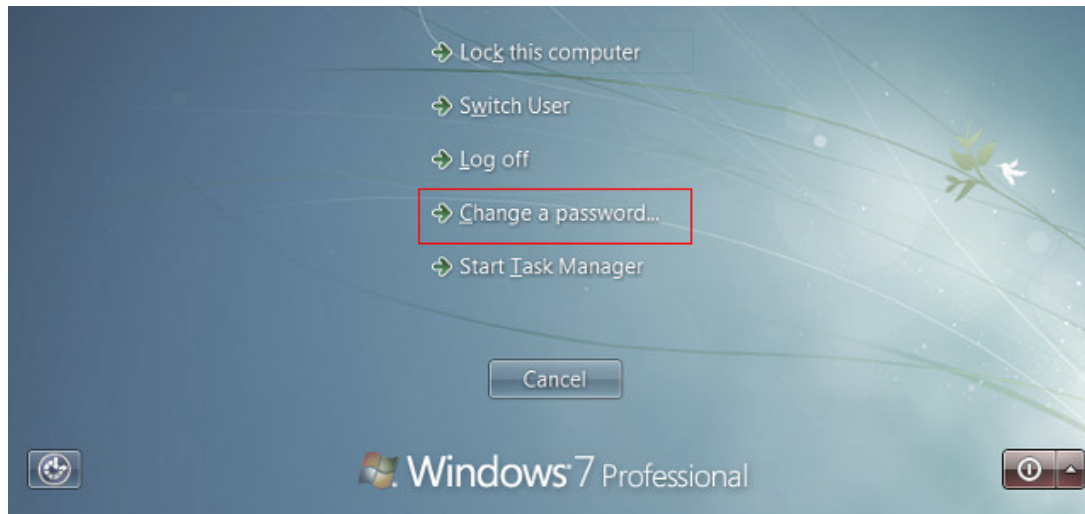 Lock this computer
Switch User
Log off
Change a password...
Start Task Manager
Cancel
Windows 7 Professional